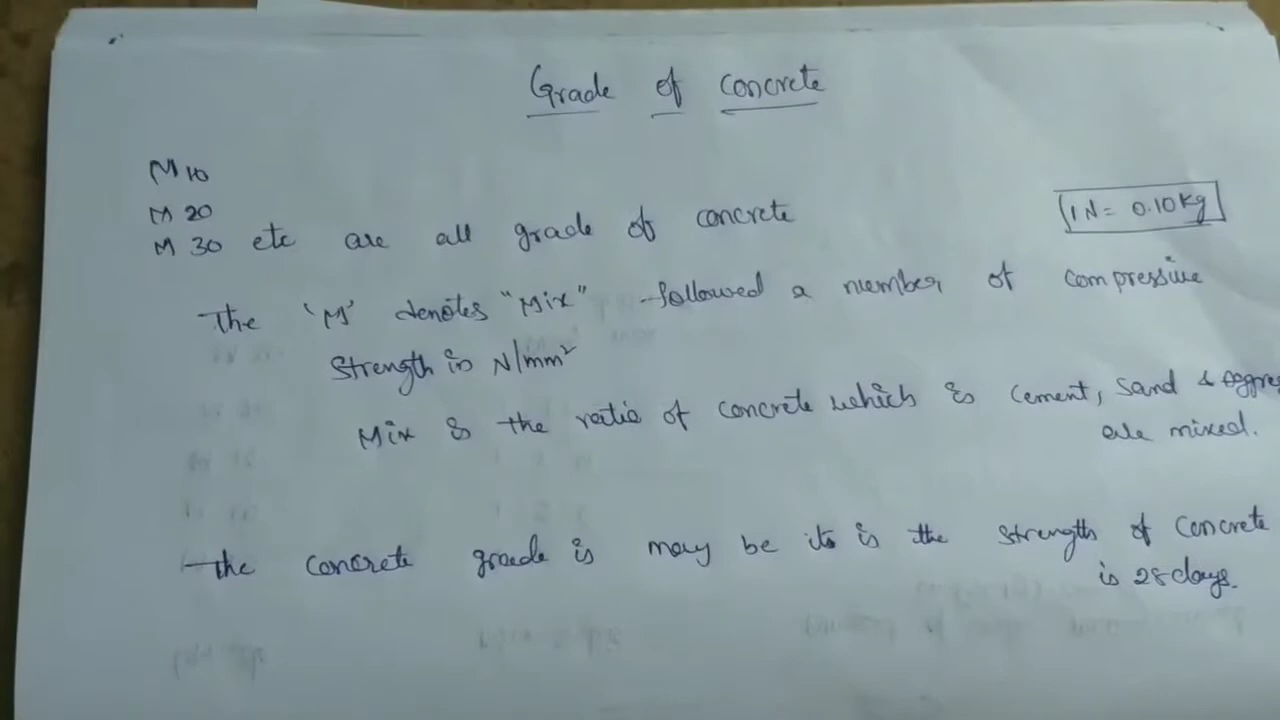 Grade of concrete
M 10
M 20
M 30 etc are all grade of concrete
1 N = 0.10 kg
The 'M' denotes "Mix" followed a number of compressive
Strength is N/mm²
Mix is the ratio of concrete which is cement, sand & aggre
are mixed.
The concrete grade is may be its is the strength of concrete
is 28 days.